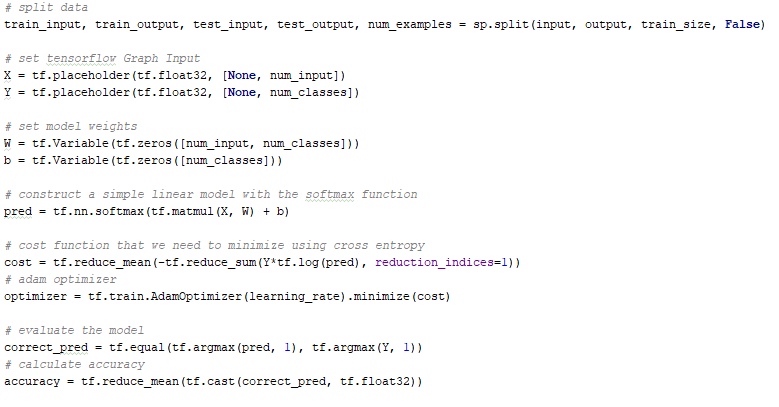 # split data
train_input, train_output, test_input, test_output, num_examples = sp.split(input, output, train_size, False)
# set tensorflow Graph Input
X = tf.placeholder(tf.float32, [None, num_input])
Y = tf.placeholder(tf.float32, [None, num_classes])
# set model weights
W = tf.Variable(tf.zeros([num_input, num_classes]))
b = tf.Variable(tf.zeros([num_classes]))
# construct a simple linear model with the softmax function
pred = tf.nn.softmax(tf.matmul(X, W) + b)
# cost function that we need to minimize using cross entropy
cost = tf.reduce_mean(-tf.reduce_sum(Y*tf.log(pred), reduction_indices=1))
# adam optimizer
optimizer = tf.train.AdamOptimizer(learning_rate).minimize(cost)
# evaluate the model
correct_pred = tf.equal(tf.argmax(pred, 1), tf.argmax(Y, 1))
# calculate accuracy
accuracy = tf.reduce_mean(tf.cast(correct_pred, tf.float32))